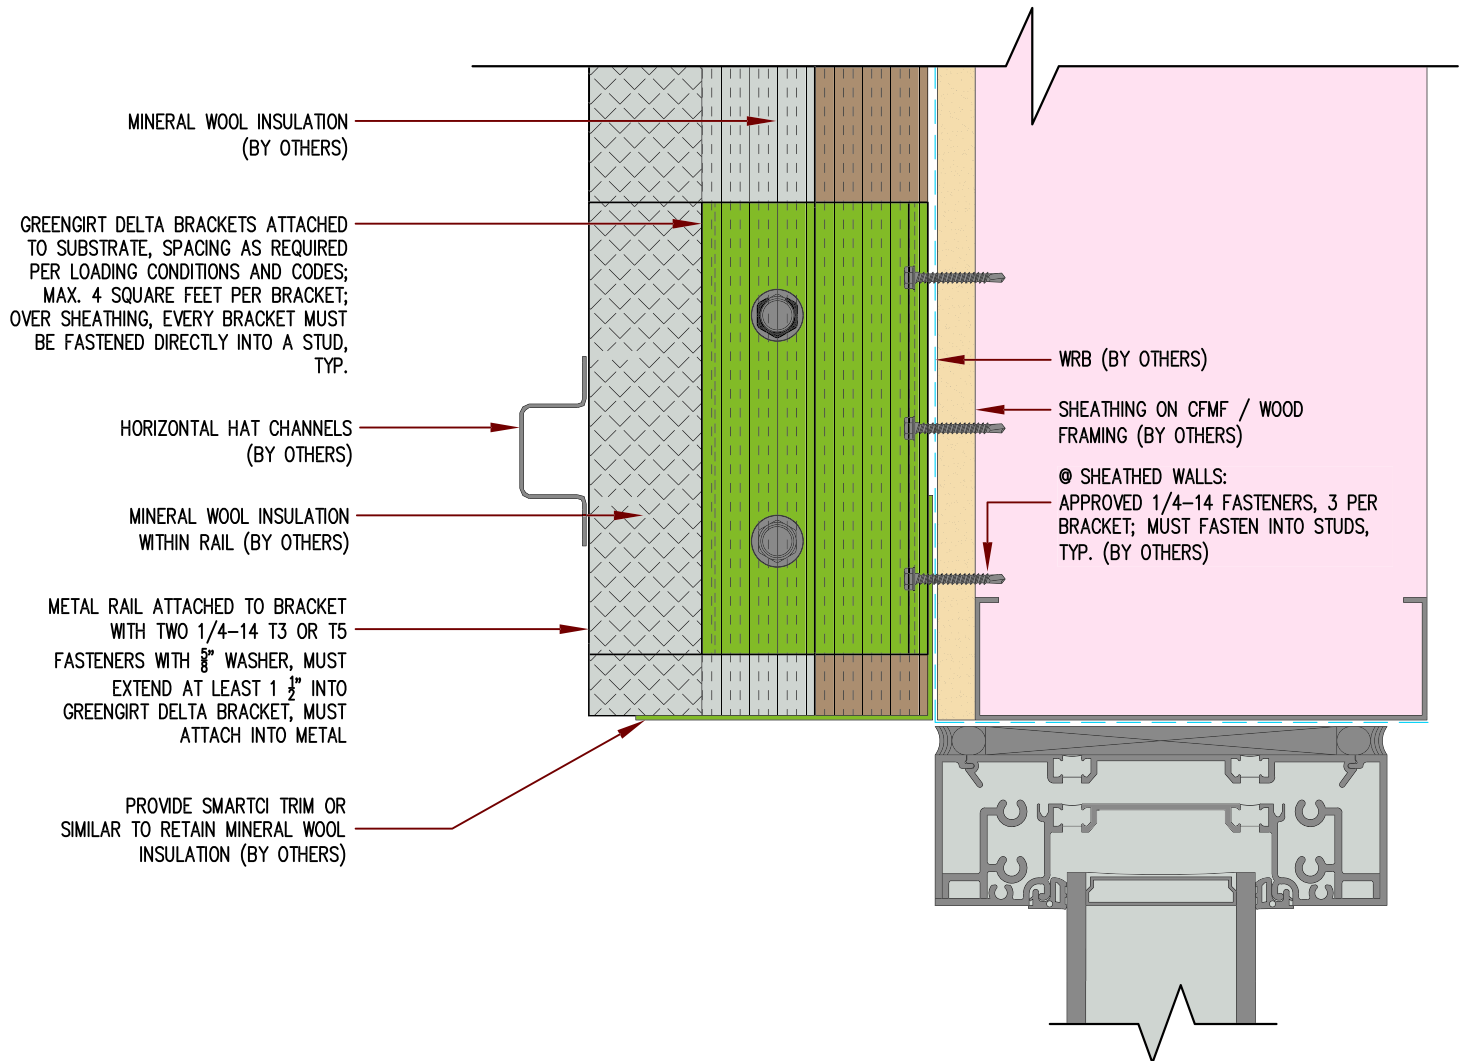 MINERAL WOOL INSULATION
(BY OTHERS)
GREENGIRT DELTA BRACKETS ATTACHED
TO SUBSTRATE, SPACING AS REQUIRED
PER LOADING CONDITIONS AND CODES;
MAX. 4 SQUARE FEET PER BRACKET;
OVER SHEATHING, EVERY BRACKET MUST
BE FASTENED DIRECTLY INTO A STUD,
TYP.
HORIZONTAL HAT CHANNELS
(BY OTHERS)
MINERAL WOOL INSULATION
WITHIN RAIL (BY OTHERS)
METAL RAIL ATTACHED TO BRACKET
WITH TWO 1/4-14 T3 OR T5
FASTENERS WITH 5/8" WASHER, MUST
EXTEND AT LEAST 1 1/2" INTO
GREENGIRT DELTA BRACKET, MUST
ATTACH INTO METAL
PROVIDE SMARTCI TRIM OR
SIMILAR TO RETAIN MINERAL WOOL
INSULATION (BY OTHERS)
WRB (BY OTHERS)
SHEATHING ON CFMF / WOOD
FRAMING (BY OTHERS)
@ SHEATHED WALLS:
APPROVED 1/4-14 FASTENERS, 3 PER
BRACKET; MUST FASTEN INTO STUDS,
TYP. (BY OTHERS)